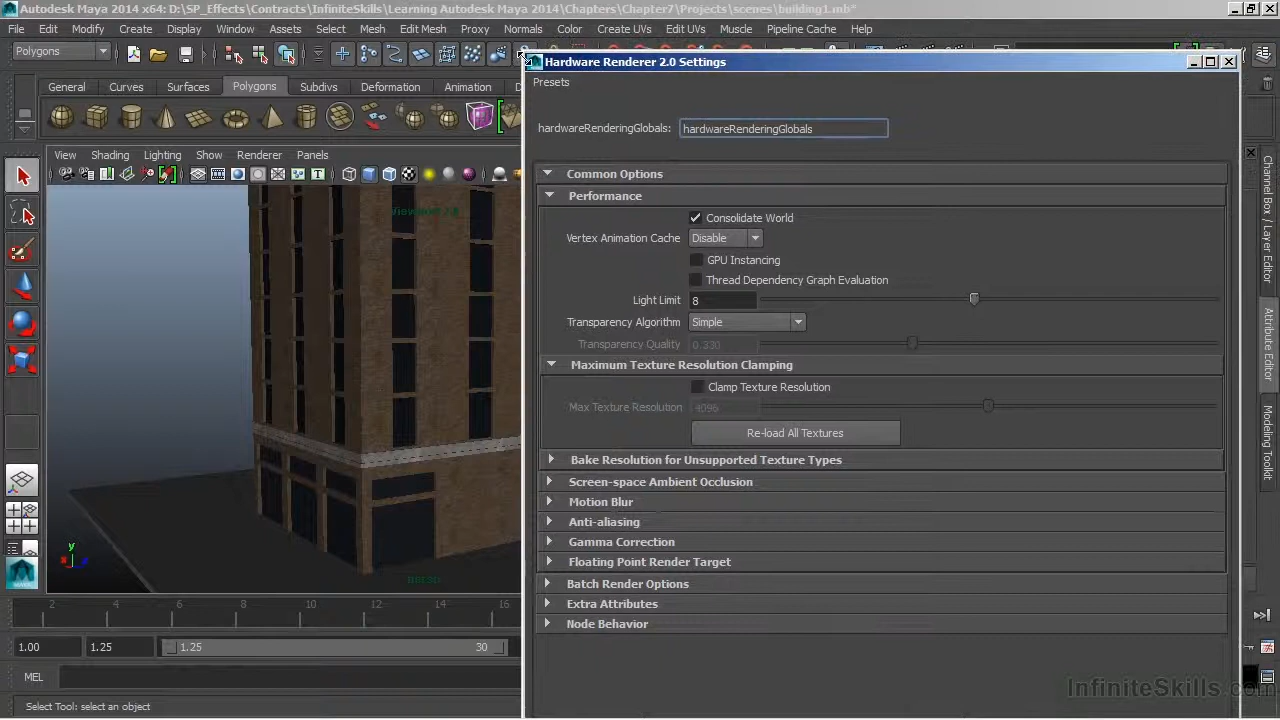 Autodesk Maya 2014 x64: D:\SP_Effects\Contracts\InfiniteSkills\Learning Autodesk Maya 2014\Chapters\Chapter7\Projects\scenes\building1.mb*
File Edit Modify Create Display Window Assets Select Mesh Edit Mesh Proxy Normals Color Create UVs Edit UVs Muscle Pipeline Cache Help
Polygons
Hardware Renderer 2.0 Settings
Presets
General Curves Surfaces Polygons Subdivs Deformation Animation D
hardwareRenderingGlobals: hardwareRenderingGlobals
View Shading Lighting Show Renderer Panels
Common Options
Performance
Consolidate World
Vertex Animation Cache Disable
GPU Instancing
Thread Dependency Graph Evaluation
Light Limit 8
Transparency Algorithm Simple
Transparency Quality 0.330
Maximum Texture Resolution Clamping
Clamp Texture Resolution
Max Texture Resolution 4096
Re-load All Textures
Bake Resolution for Unsupported Texture Types
Screen-space Ambient Occlusion
Motion Blur
Anti-aliasing
Gamma Correction
Floating Point Render Target
Batch Render Options
Extra Attributes
Node Behavior
Channel Box / Layer Editor
Attribute Editor
Modeling Toolkit
Viewport 2.0
persp
y
2 4 6 8 10 12 14 16
1.00 1.25 1.25 30
MEL
Select Tool: select an object
InfiniteSkills.com